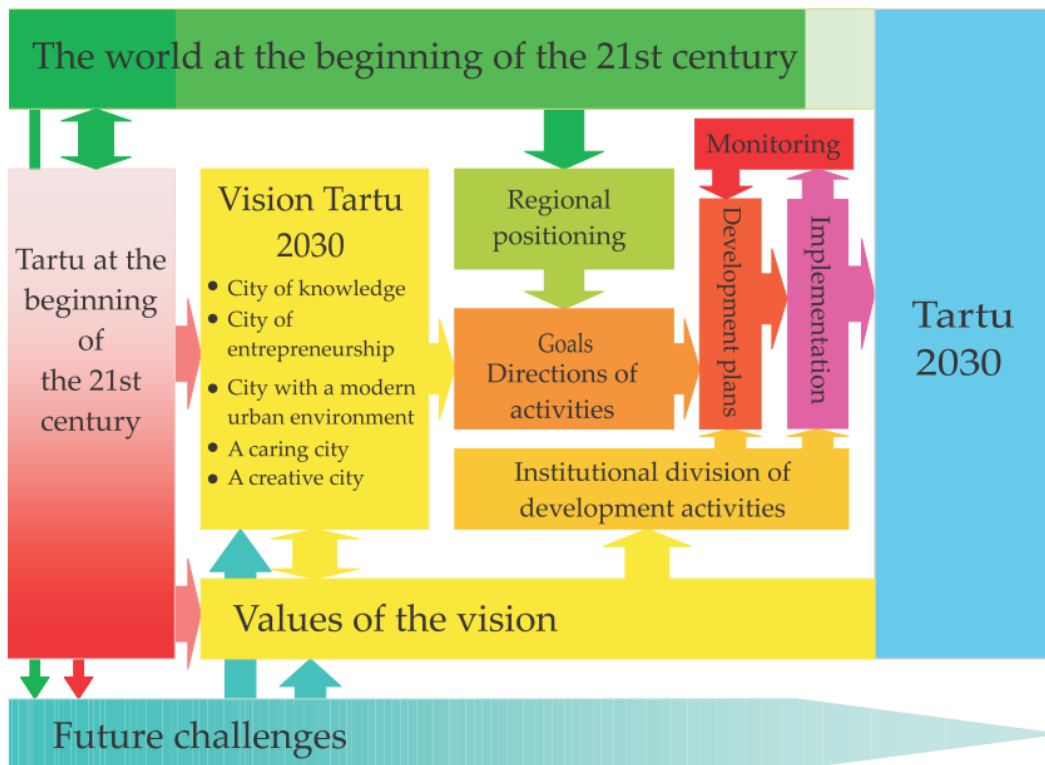 The world at the beginning of the 21st century
Tartu at the
beginning
of
the 21st
century
Vision Tartu
2030
• City of knowledge
• City of
entrepreneurship
• City with a modern
urban environment
• A caring city
• A creative city
Regional
positioning
Goals
Directions of
activities
Monitoring
Development plans
Implementation
Institutional division of
development activities
Values of the vision
Tartu
2030
Future challenges